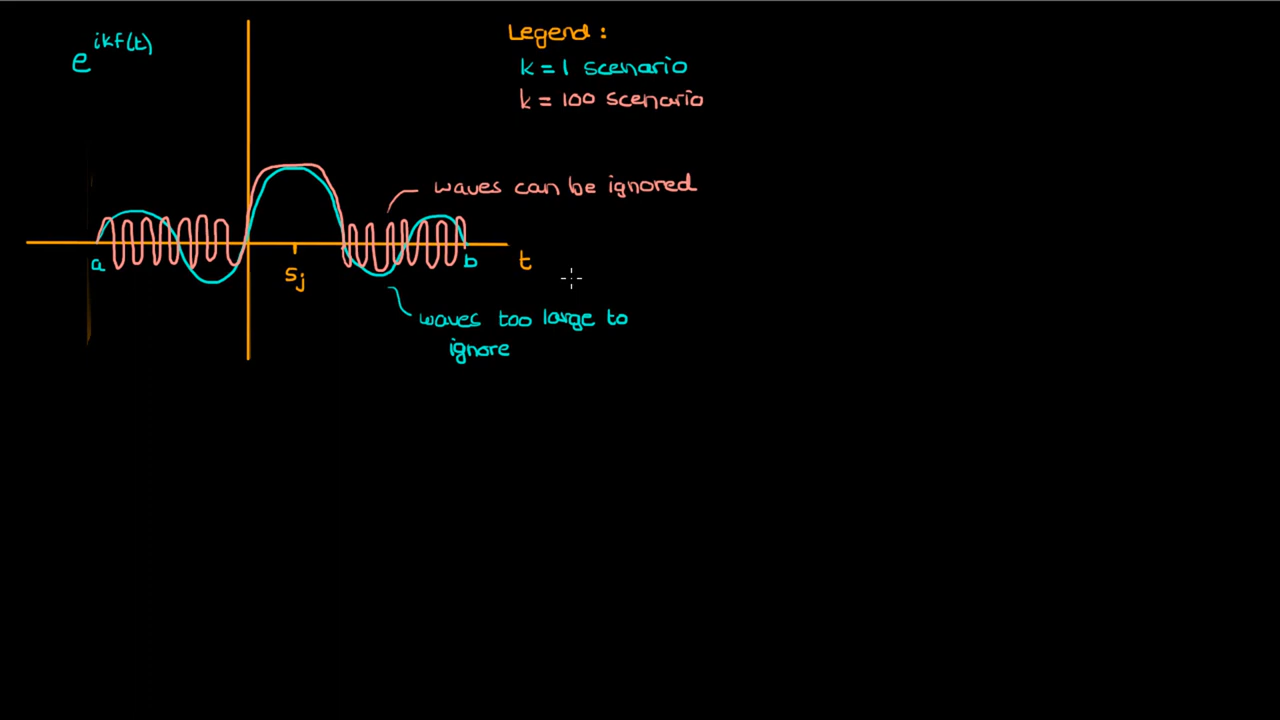 e^{ikf(t)}
Legend:
k = 1 scenario
k = 100 scenario
waves can be ignored
a
s_j
b
t
waves too large to
ignore